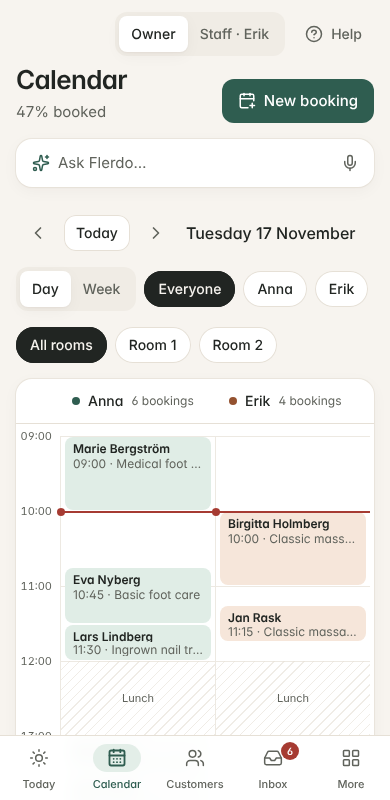 Owner
Staff · Erik
Help
Calendar
47% booked
New booking
Ask Flerdo...
Today
Tuesday 17 November
Day
Week
Everyone
Anna
Erik
All rooms
Room 1
Room 2
Anna 6 bookings
Erik 4 bookings
09:00
Marie Bergström
09:00 · Medical foot ...
10:00
Birgitta Holmberg
10:00 · Classic mass...
11:00
Eva Nyberg
10:45 · Basic foot care
Jan Rask
11:15 · Classic massa...
Lars Lindberg
11:30 · Ingrown nail tr...
12:00
Lunch
Lunch
13:00
Today
Calendar
Customers
6
Inbox
More